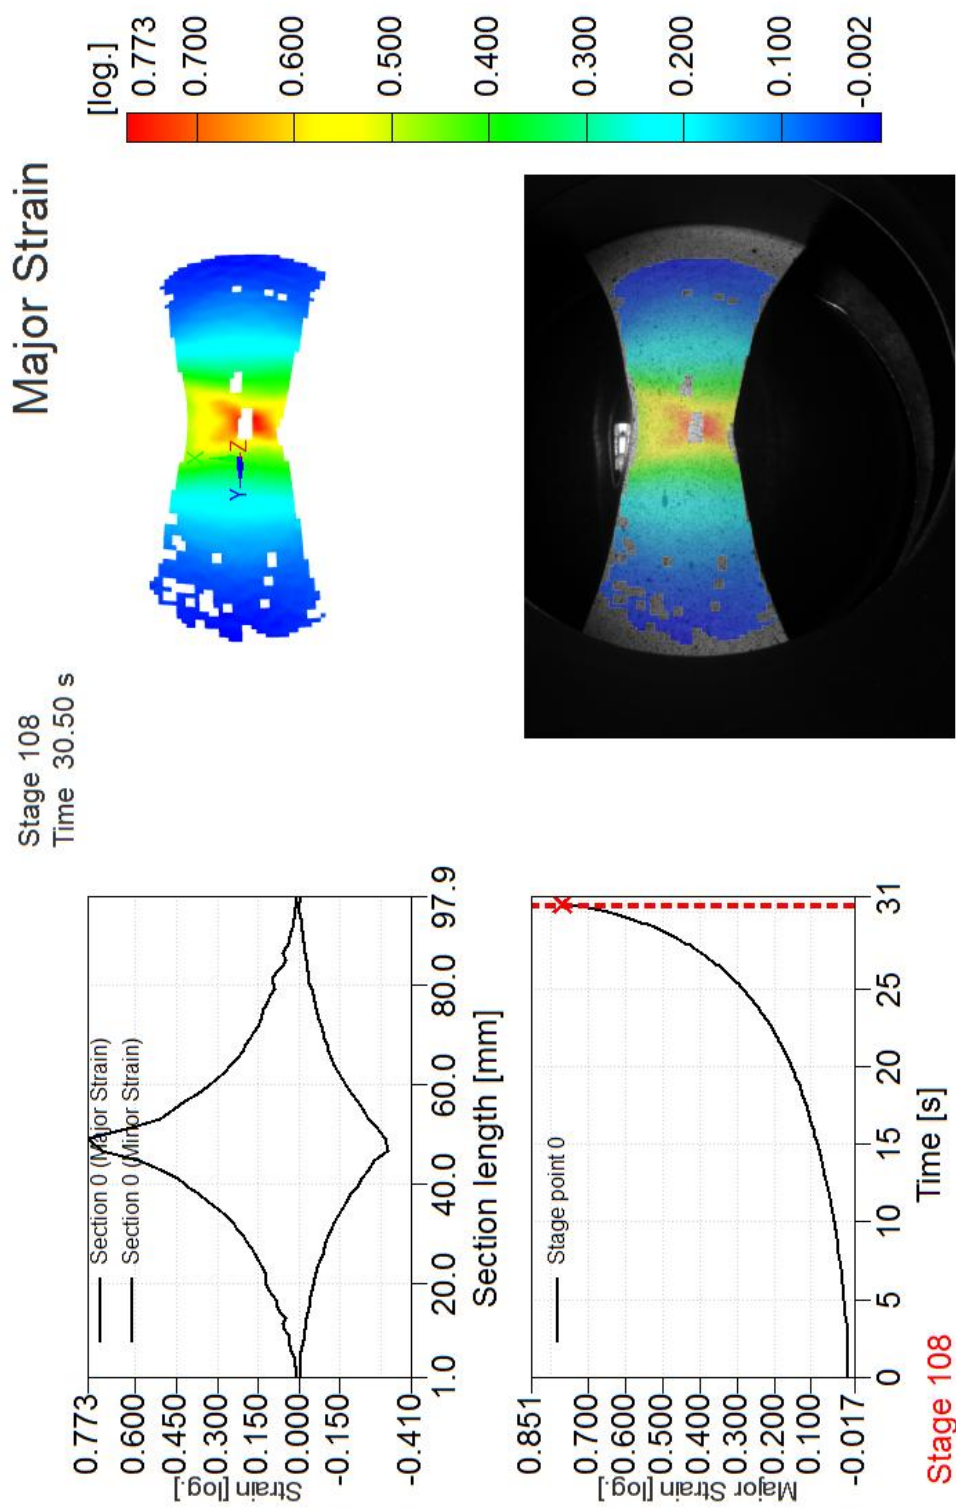 Stage 108
Time 30.50 s
Major Strain
[log.]
0.773
0.700
0.600
0.500
0.400
0.300
0.200
0.100
-0.002
X
Y
Z
Strain [log.]
0.773
0.600
0.450
0.300
0.150
0.000
-0.150
-0.410
Section 0 (Major Strain)
Section 0 (Minor Strain)
1.0 20.0 40.0 60.0 80.0 97.9
Section length [mm]
Major Strain [log.]
0.851
0.700
0.600
0.500
0.400
0.300
0.200
0.100
-0.017
Stage point 0
0 5 10 15 20 25 31
Time [s]
Stage 108